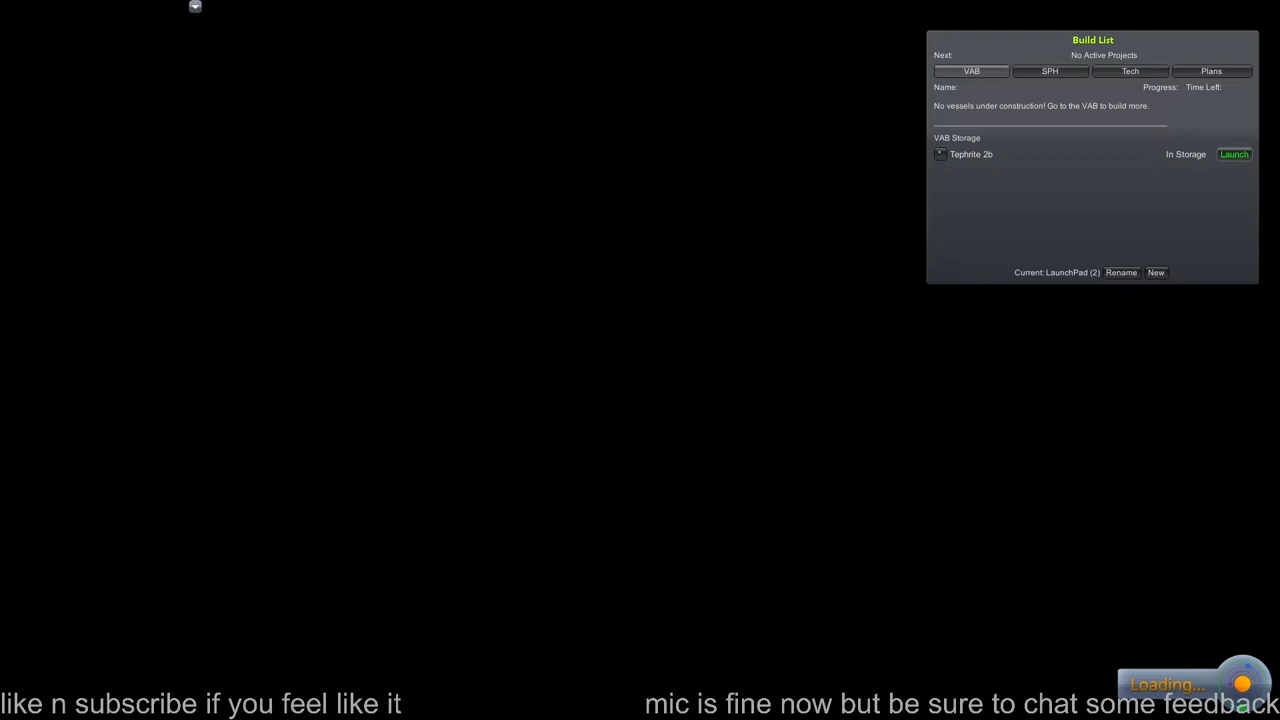 Build List
Next: No Active Projects
VAB SPH Tech Plans
Name: Progress: Time Left:
No vessels under construction! Go to the VAB to build more.
VAB Storage
* Tephrite 2b In Storage Launch
Current: LaunchPad (2) Rename New
Loading...
like n subscribe if you feel like it mic is fine now but be sure to chat some feedback